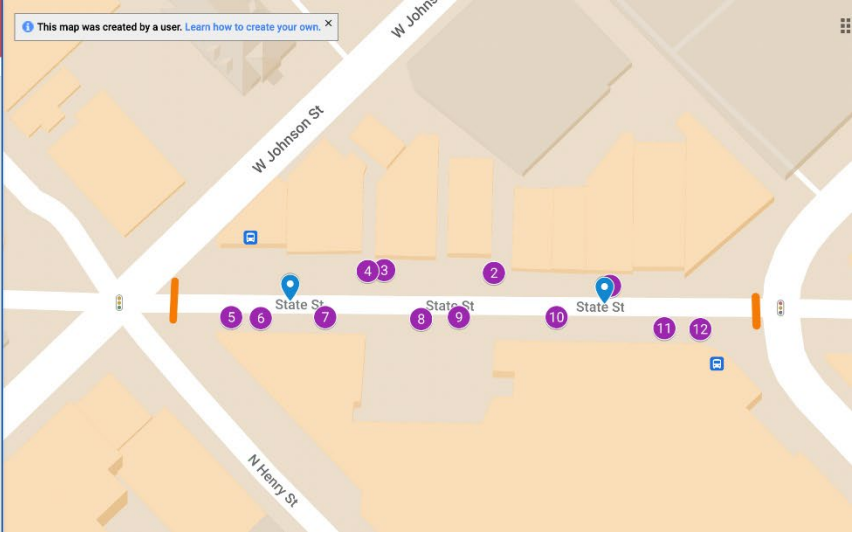 This map was created by a user. Learn how to create your own. ×
W Johns
W Johnson St
4 3 2
State St State St State St
5 6 7 8 9 10 11 12
N Henry St